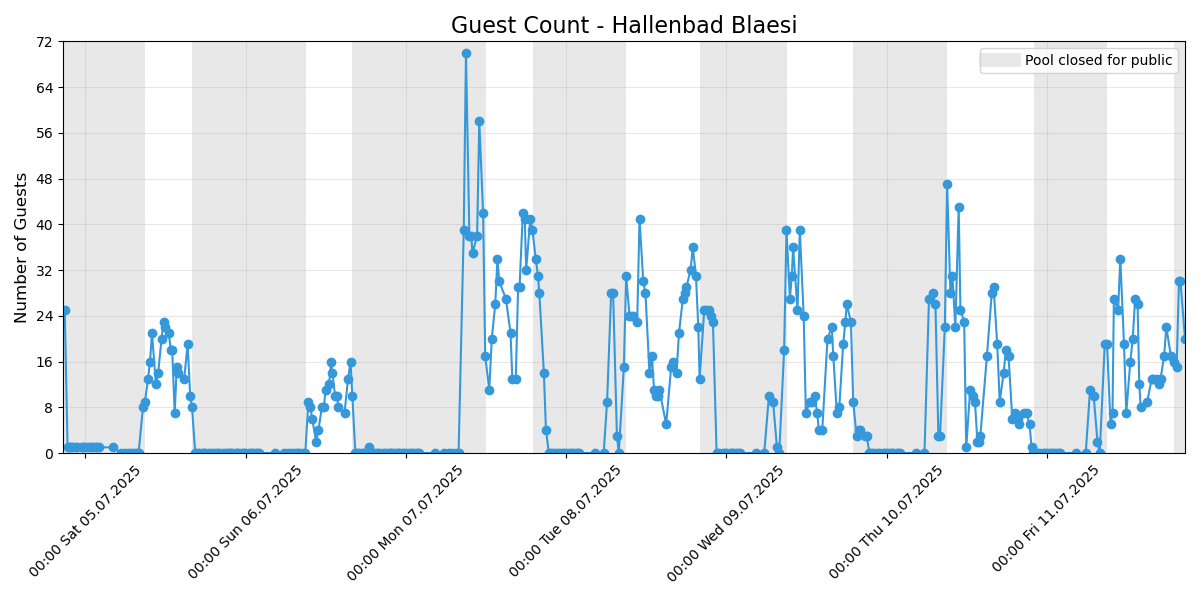 Guest Count - Hallenbad Blaesi
Pool closed for public
Number of Guests
72
64
56
48
40
32
24
16
8
0
00:00 Sat 05.07.2025
00:00 Sun 06.07.2025
00:00 Mon 07.07.2025
00:00 Tue 08.07.2025
00:00 Wed 09.07.2025
00:00 Thu 10.07.2025
00:00 Fri 11.07.2025